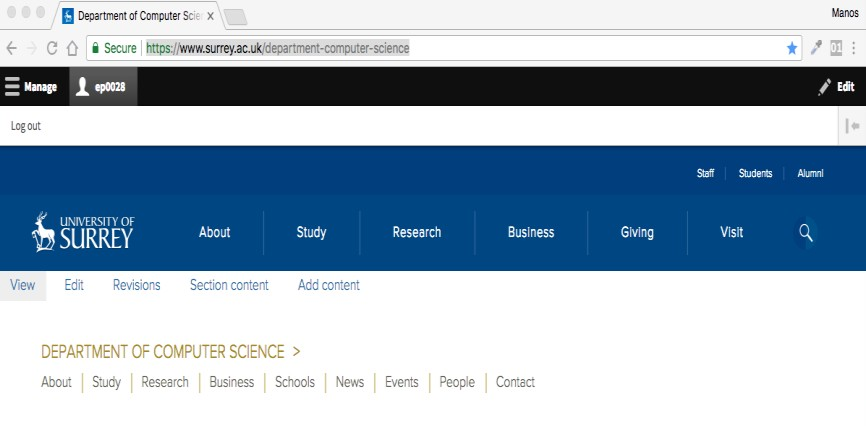 Department of Computer Scie
Manos
Secure https://www.surrey.ac.uk/department-computer-science
Manage ep0028 Edit
Log out
Staff Students Alumni
UNIVERSITY OF
SURREY
About Study Research Business Giving Visit
View Edit Revisions Section content Add content
DEPARTMENT OF COMPUTER SCIENCE >
About Study Research Business Schools News Events People Contact